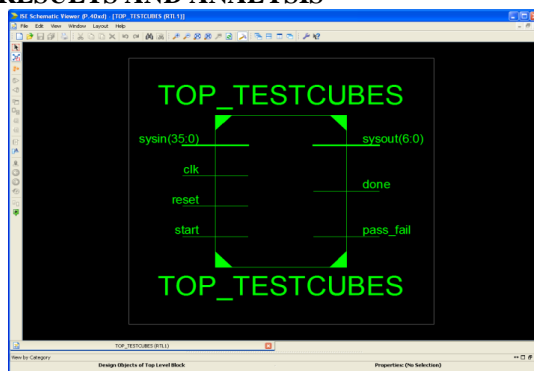 RESULTS AND ANALYSIS
ISE Schematic Viewer (P.40xd) - [TOP_TESTCUBES (RTL1)]
File Edit View Window Layout Help
TOP_TESTCUBES
sysin(35:0) sysout(6:0)
clk
done
reset
start pass_fail
TOP_TESTCUBES
TOP_TESTCUBES (RTL1)
View by Category
Design Objects of Top Level Block Properties: (No Selection)